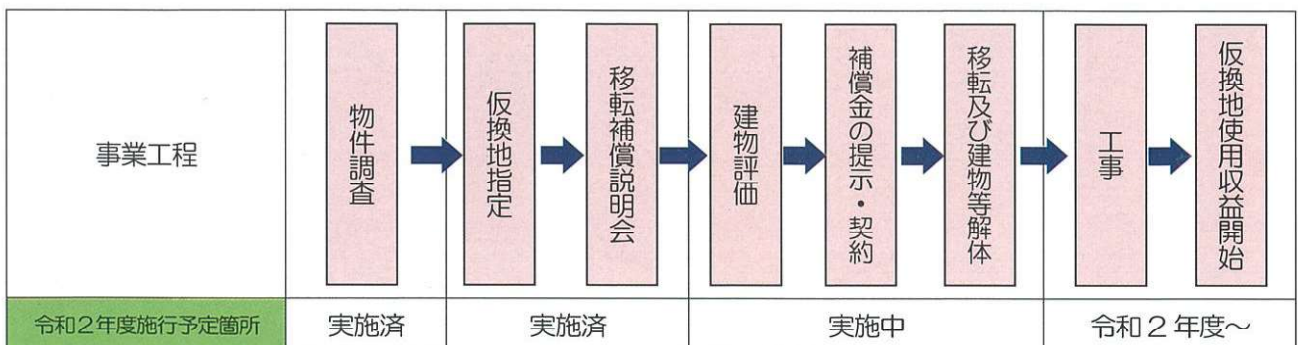 事業工程
物件調査
仮換地指定
移転補償説明会
建物評価
補償金の提示・契約
移転及び建物等解体
工事
仮換地使用収益開始
令和2年度施行予定箇所
実施済
実施済
実施中
令和2年度~